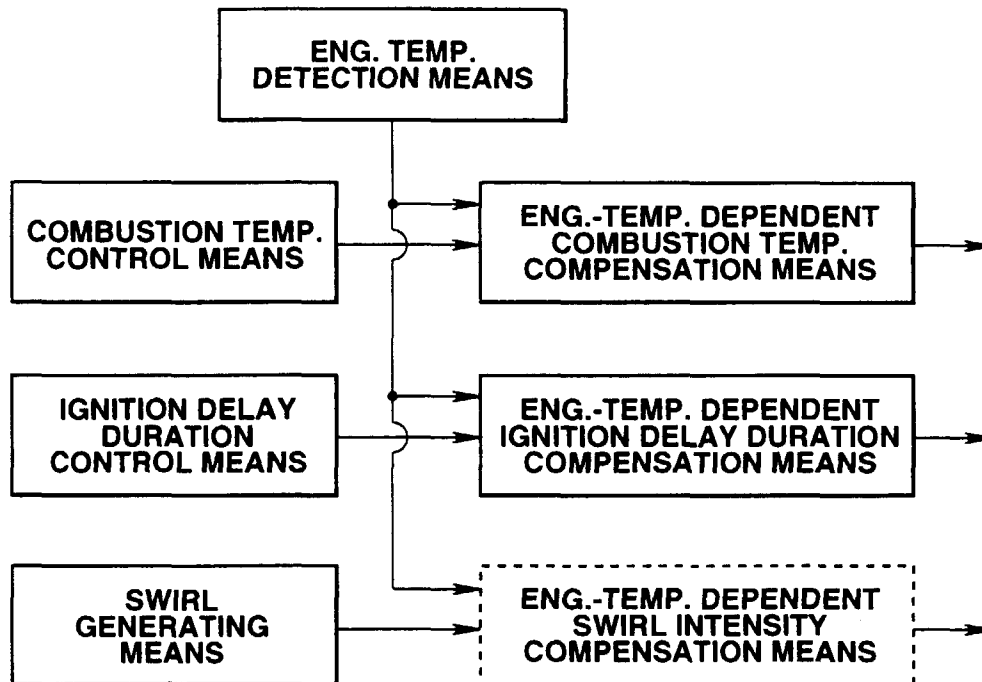 ENG. TEMP.
DETECTION MEANS
COMBUSTION TEMP.
CONTROL MEANS
ENG.-TEMP. DEPENDENT
COMBUSTION TEMP.
COMPENSATION MEANS
IGNITION DELAY
DURATION
CONTROL MEANS
ENG.-TEMP. DEPENDENT
IGNITION DELAY DURATION
COMPENSATION MEANS
SWIRL
GENERATING
MEANS
ENG.-TEMP. DEPENDENT
SWIRL INTENSITY
COMPENSATION MEANS